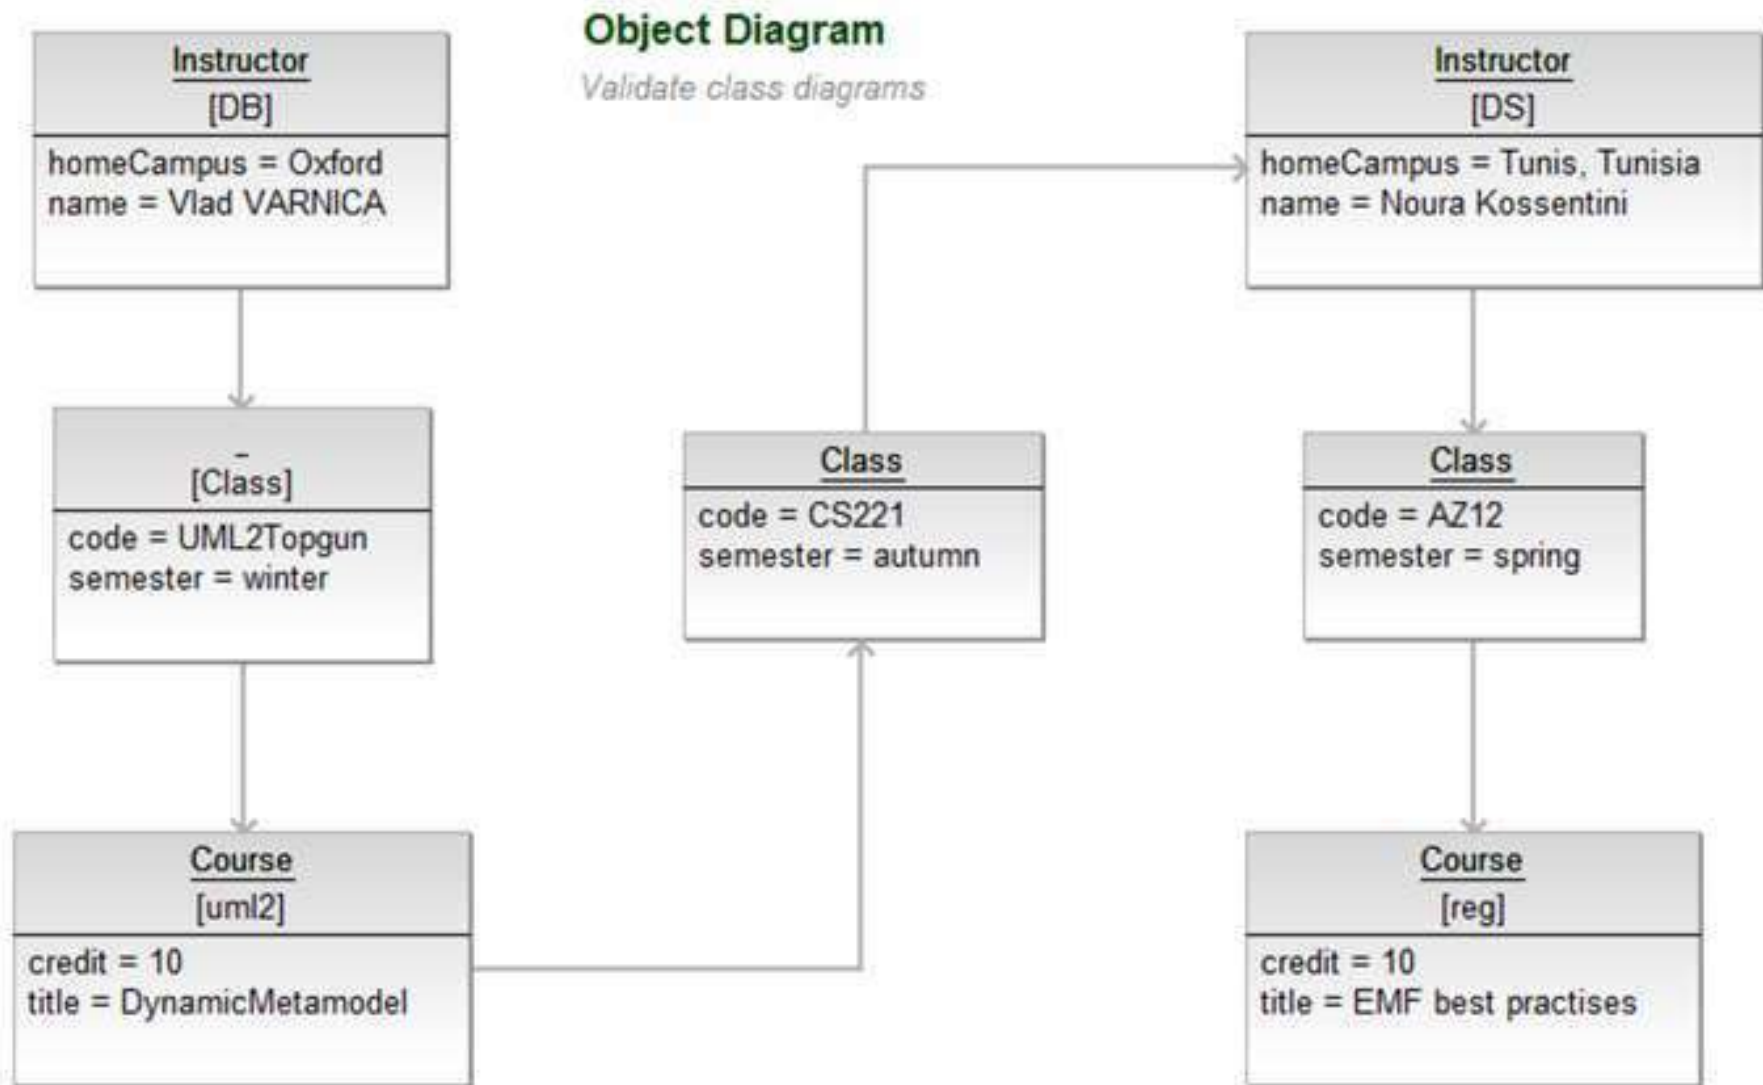 Object Diagram
Validate class diagrams
Instructor
[DB]
homeCampus = Oxford
name = Vlad VARNICA
Instructor
[DS]
homeCampus = Tunis, Tunisia
name = Noura Kossentini
_
[Class]
code = UML2Topgun
semester = winter
Class
code = CS221
semester = autumn
Class
code = AZ12
semester = spring
Course
[uml2]
credit = 10
title = DynamicMetamodel
Course
[reg]
credit = 10
title = EMF best practises